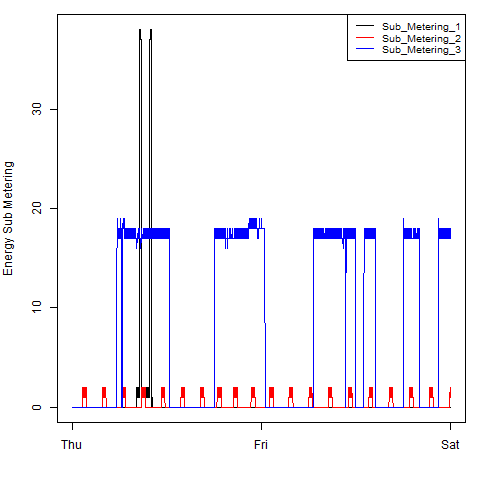 Sub_Metering_1
Sub_Metering_2
Sub_Metering_3
Energy Sub Metering
30
20
10
0
Thu Fri Sat